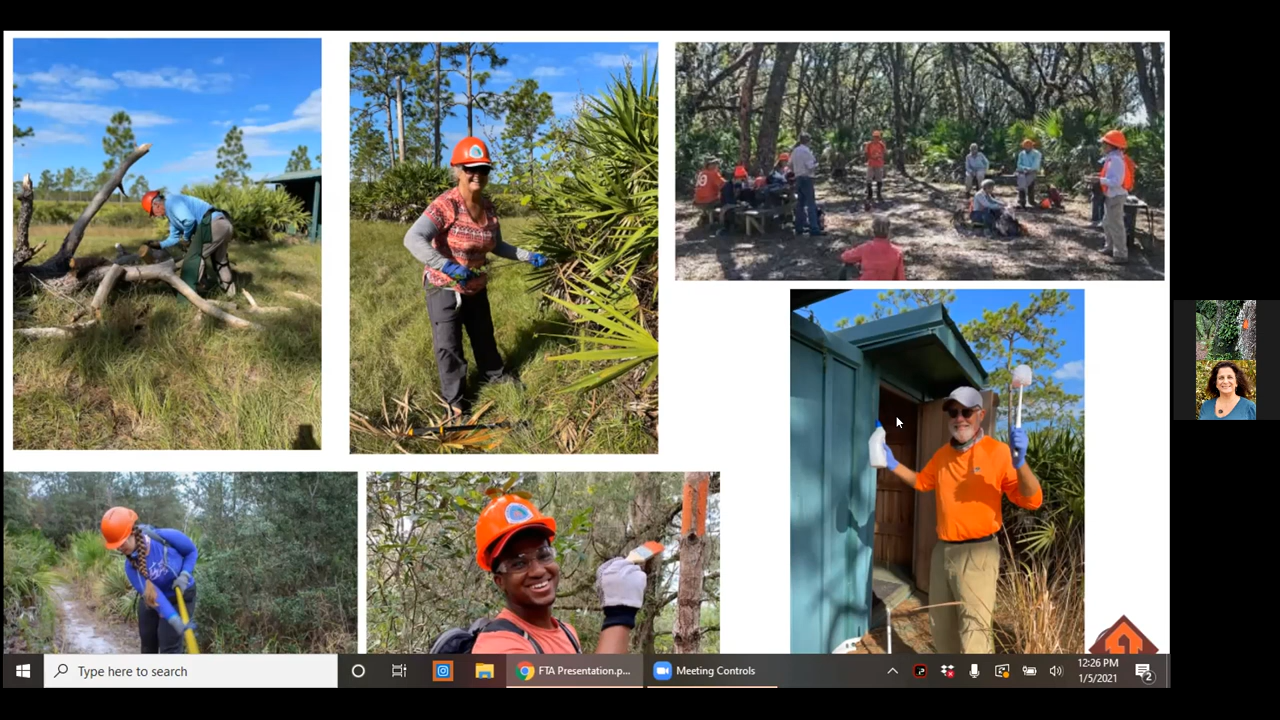 Type here to search
FTA Presentation.p...
Meeting Controls
12:26 PM
1/5/2021
2